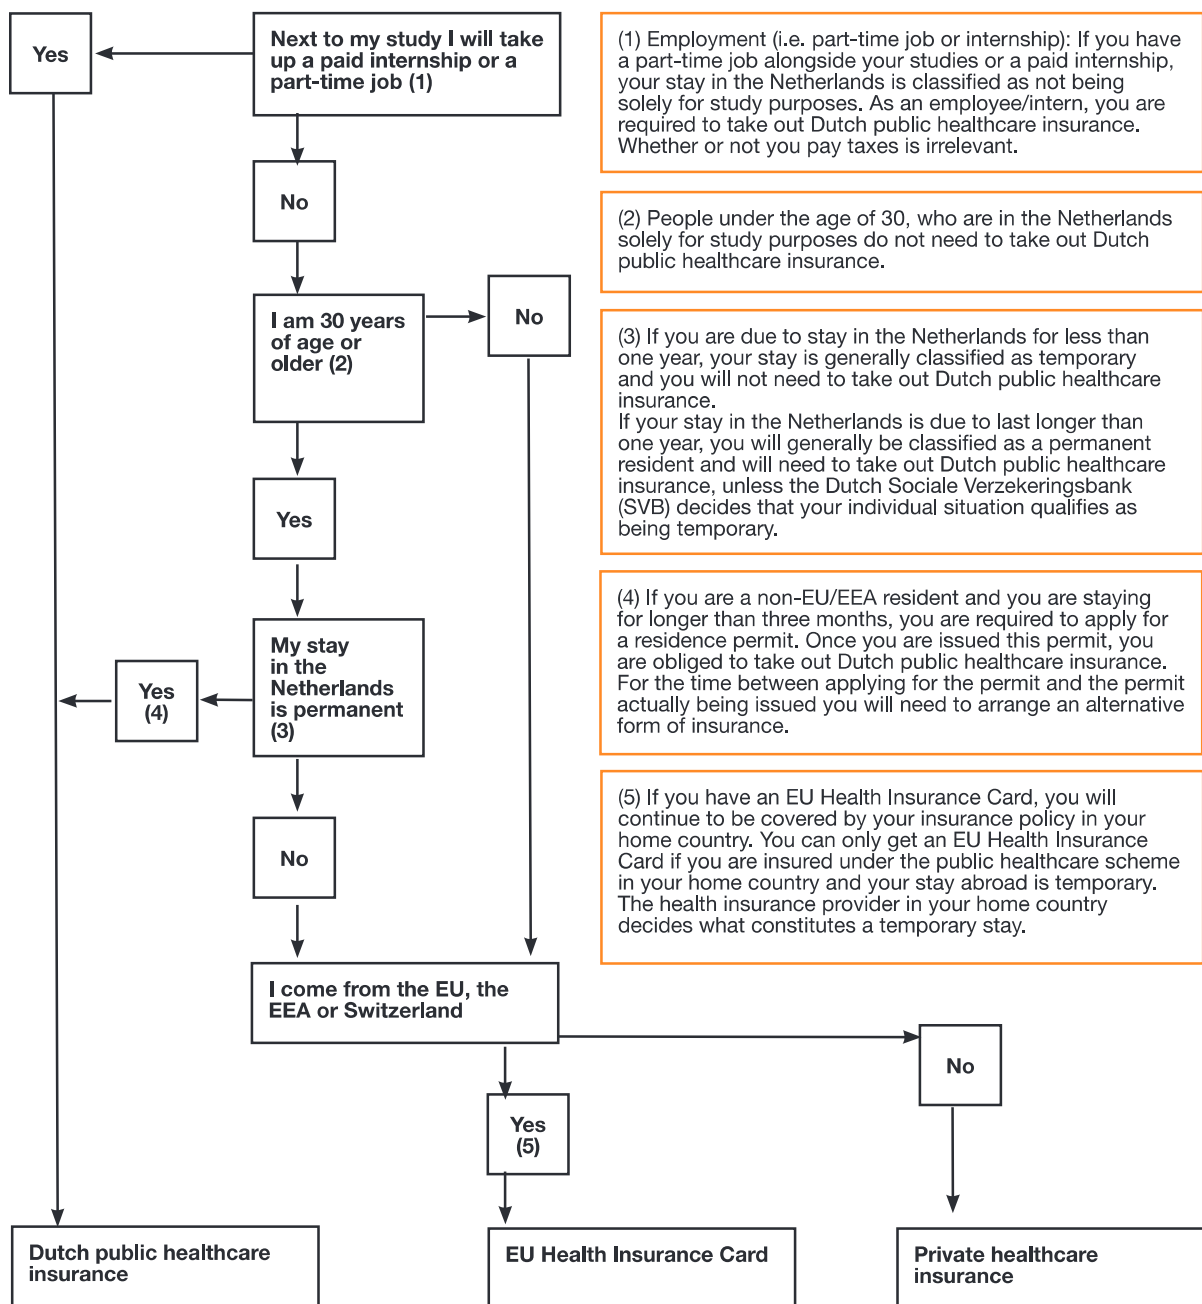 Yes
Next to my study I will take
up a paid internship or a
part-time job (1)
No
I am 30 years
of age or
older (2)
No
Yes
My stay
in the
Netherlands
is permanent
(3)
Yes
(4)
No
I come from the EU, the
EEA or Switzerland
No
Yes
(5)
Dutch public healthcare
insurance
EU Health Insurance Card
Private healthcare
insurance
(1) Employment (i.e. part-time job or internship): If you have
a part-time job alongside your studies or a paid internship,
your stay in the Netherlands is classified as not being
solely for study purposes. As an employee/intern, you are
required to take out Dutch public healthcare insurance.
Whether or not you pay taxes is irrelevant.
(2) People under the age of 30, who are in the Netherlands
solely for study purposes do not need to take out Dutch
public healthcare insurance.
(3) If you are due to stay in the Netherlands for less than
one year, your stay is generally classified as temporary
and you will not need to take out Dutch public healthcare
insurance.
If your stay in the Netherlands is due to last longer than
one year, you will generally be classified as a permanent
resident and will need to take out Dutch public healthcare
insurance, unless the Dutch Sociale Verzekeringsbank
(SVB) decides that your individual situation qualifies as
being temporary.
(4) If you are a non-EU/EEA resident and you are staying
for longer than three months, you are required to apply for
a residence permit. Once you are issued this permit, you
are obliged to take out Dutch public healthcare insurance.
For the time between applying for the permit and the permit
actually being issued you will need to arrange an alternative
form of insurance.
(5) If you have an EU Health Insurance Card, you will
continue to be covered by your insurance policy in your
home country. You can only get an EU Health Insurance
Card if you are insured under the public healthcare scheme
in your home country and your stay abroad is temporary.
The health insurance provider in your home country
decides what constitutes a temporary stay.